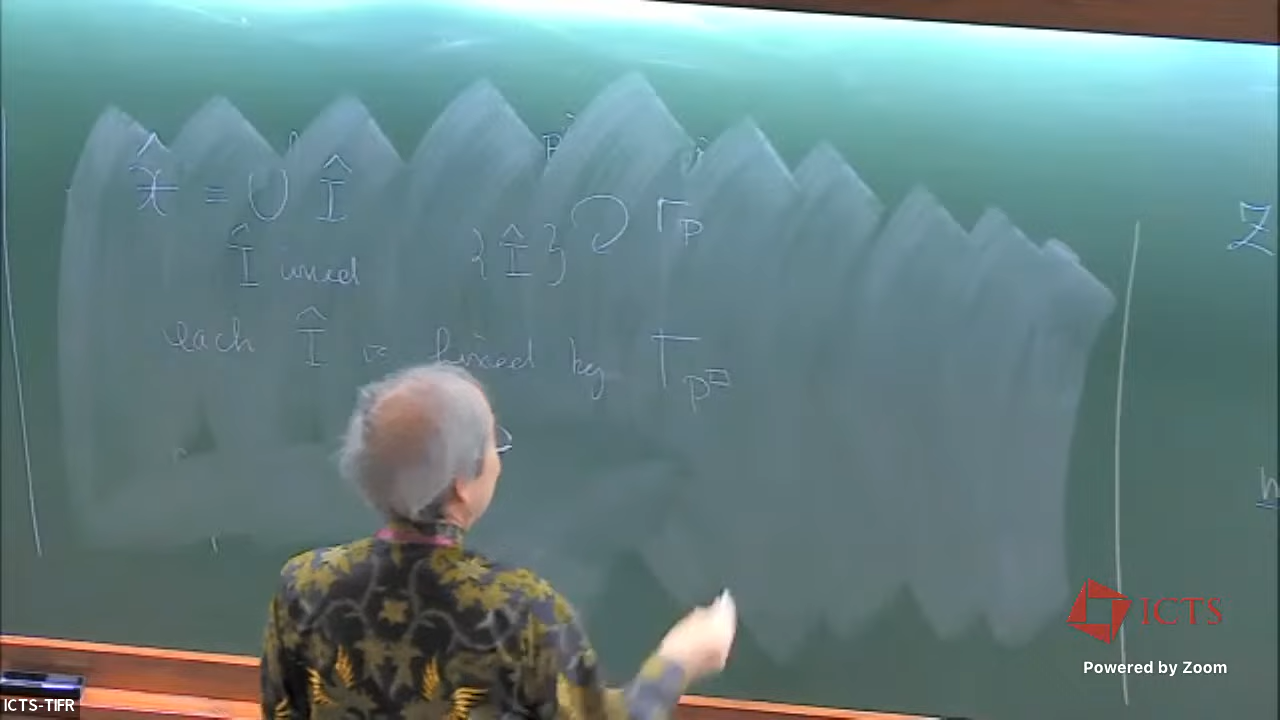 𝒳̂ = ∪ Î
Î irred {Î} ⟲ Γ_P
each Î is fixed by Γ_P
Z
h
ICTS
Powered by Zoom
ICTS-TIFR